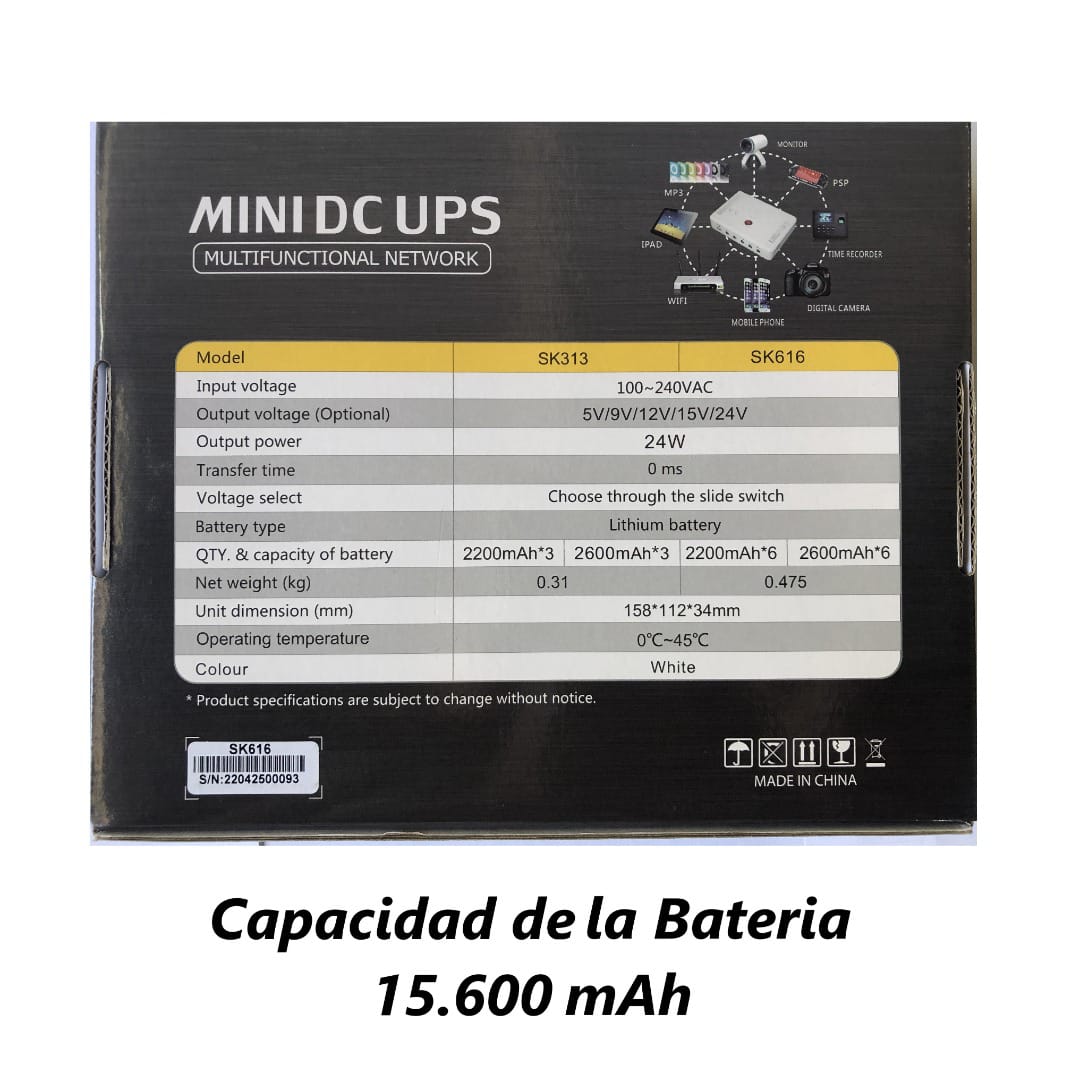 MONITOR
MP3
PSP
MINI DC UPS
IPAD
MULTIFUNCTIONAL NETWORK
TIME RECORDER
WIFI
DIGITAL CAMERA
MOBILE PHONE
Model SK313 SK616
Input voltage 100~240VAC
Output voltage (Optional) 5V/9V/12V/15V/24V
Output power 24W
Transfer time 0 ms
Voltage select Choose through the slide switch
Battery type Lithium battery
QTY. & capacity of battery 2200mAh*3 2600mAh*3 2200mAh*6 2600mAh*6
Net weight (kg) 0.31 0.475
Unit dimension (mm) 158*112*34mm
Operating temperature 0℃~45℃
Colour White
* Product specifications are subject to change without notice.
SK616
S/N:22042500093
MADE IN CHINA
Capacidad de la Bateria
15.600 mAh